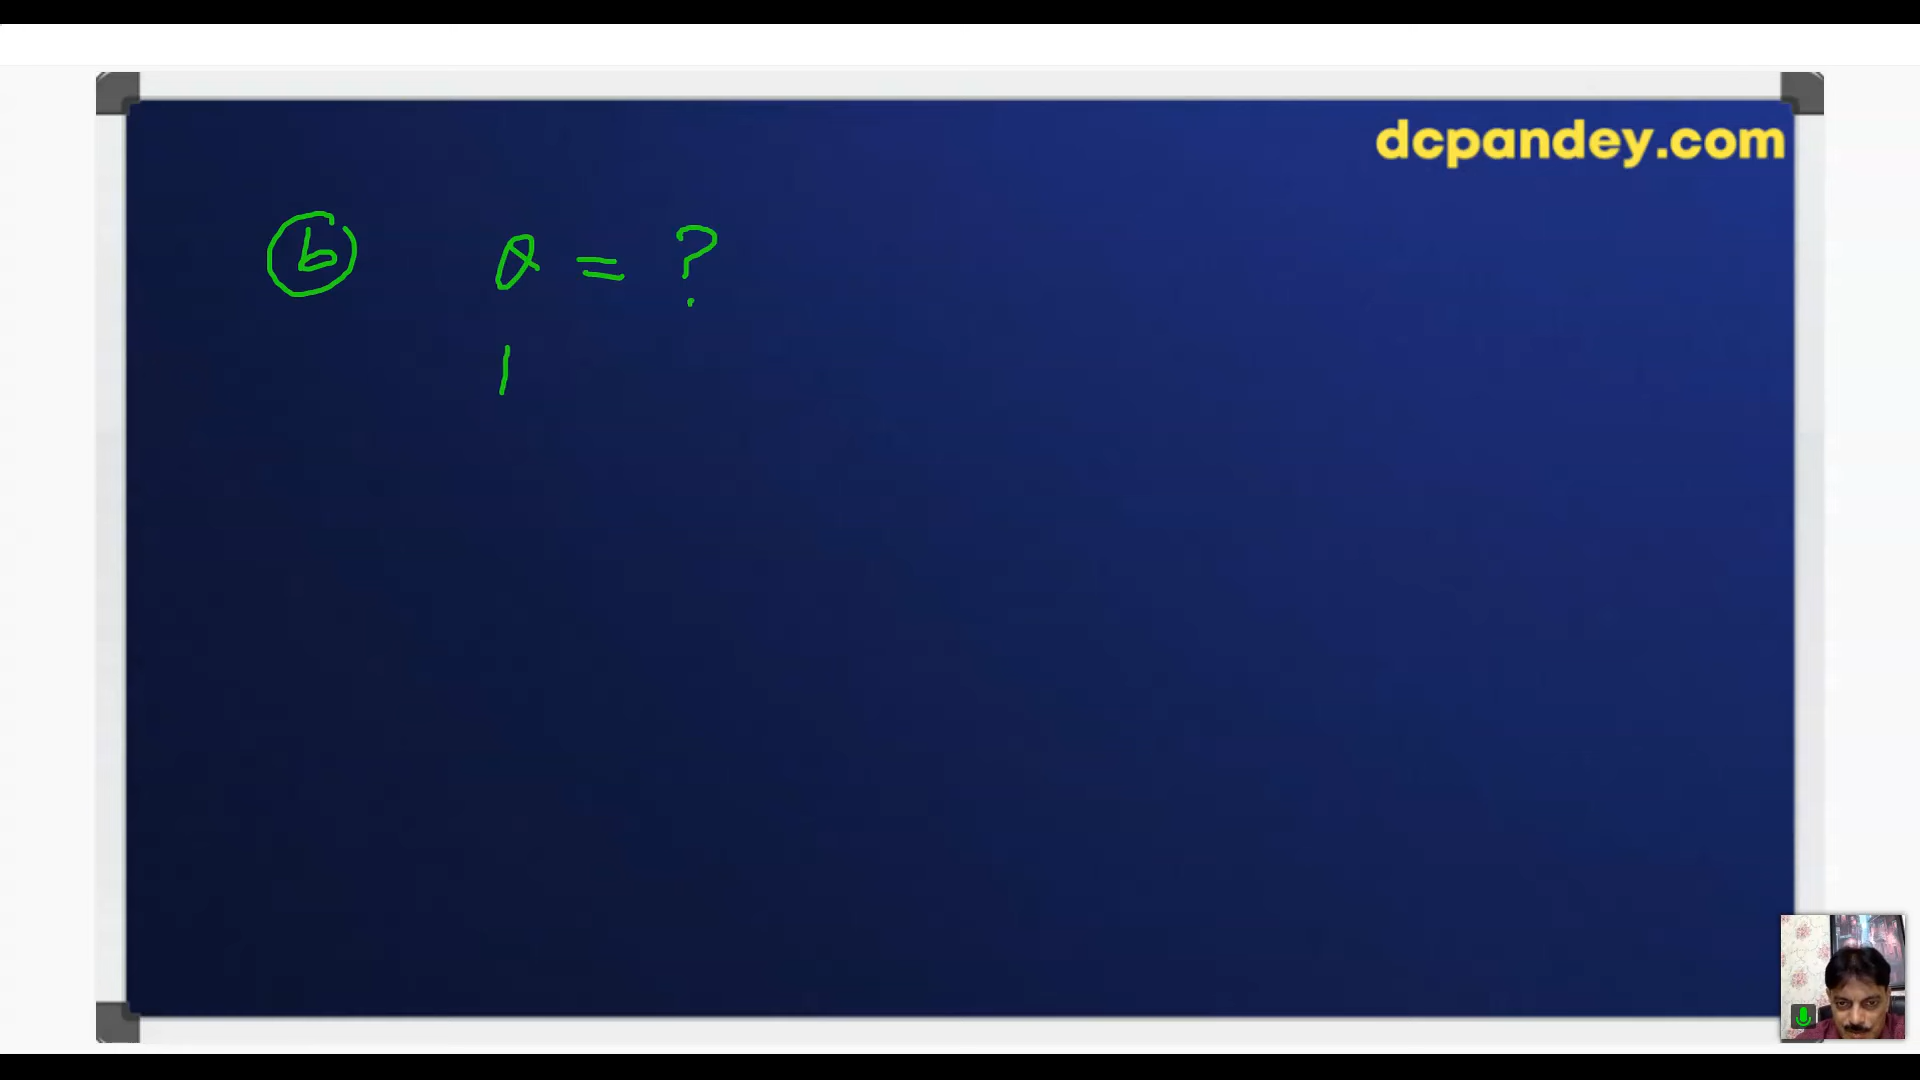 dcpandey.com
(b) θ = ?